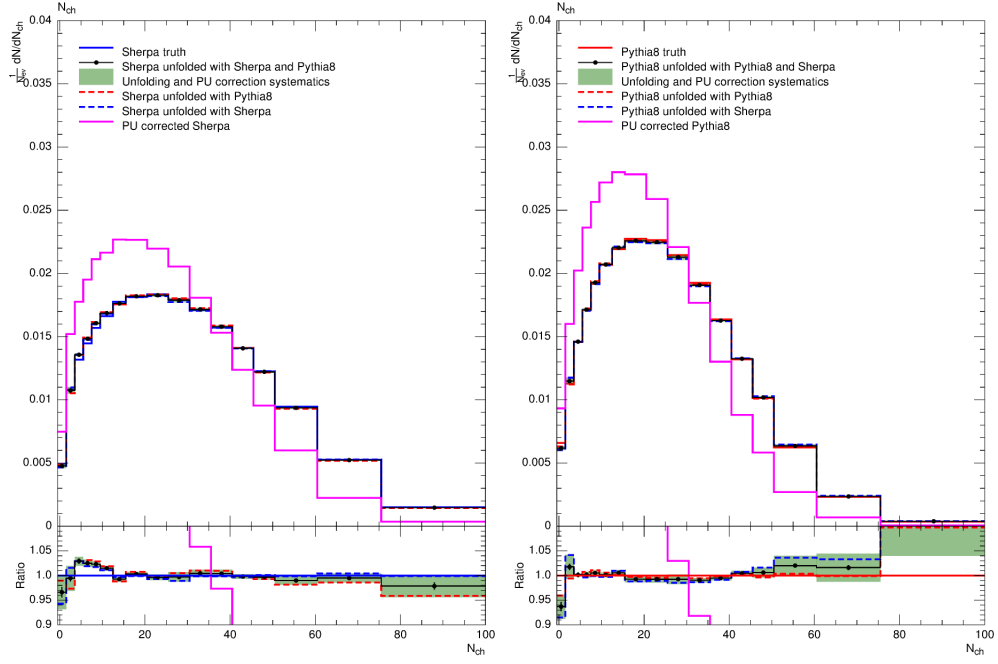 N_ch
1/N_ev dN/dN_ch
0.04
0.035
0.03
0.025
0.02
0.015
0.01
0.005
0
Sherpa truth
Sherpa unfolded with Sherpa and Pythia8
Unfolding and PU correction systematics
Sherpa unfolded with Pythia8
Sherpa unfolded with Sherpa
PU corrected Sherpa
Ratio
1.05
1.0
0.95
0.9
0 20 40 60 80 100
N_ch
N_ch
1/N_ev dN/dN_ch
0.04
0.035
0.03
0.025
0.02
0.015
0.01
0.005
0
Pythia8 truth
Pythia8 unfolded with Pythia8 and Sherpa
Unfolding and PU correction systematics
Pythia8 unfolded with Pythia8
Pythia8 unfolded with Sherpa
PU corrected Pythia8
Ratio
1.05
1.0
0.95
0.9
0 20 40 60 80 100
N_ch